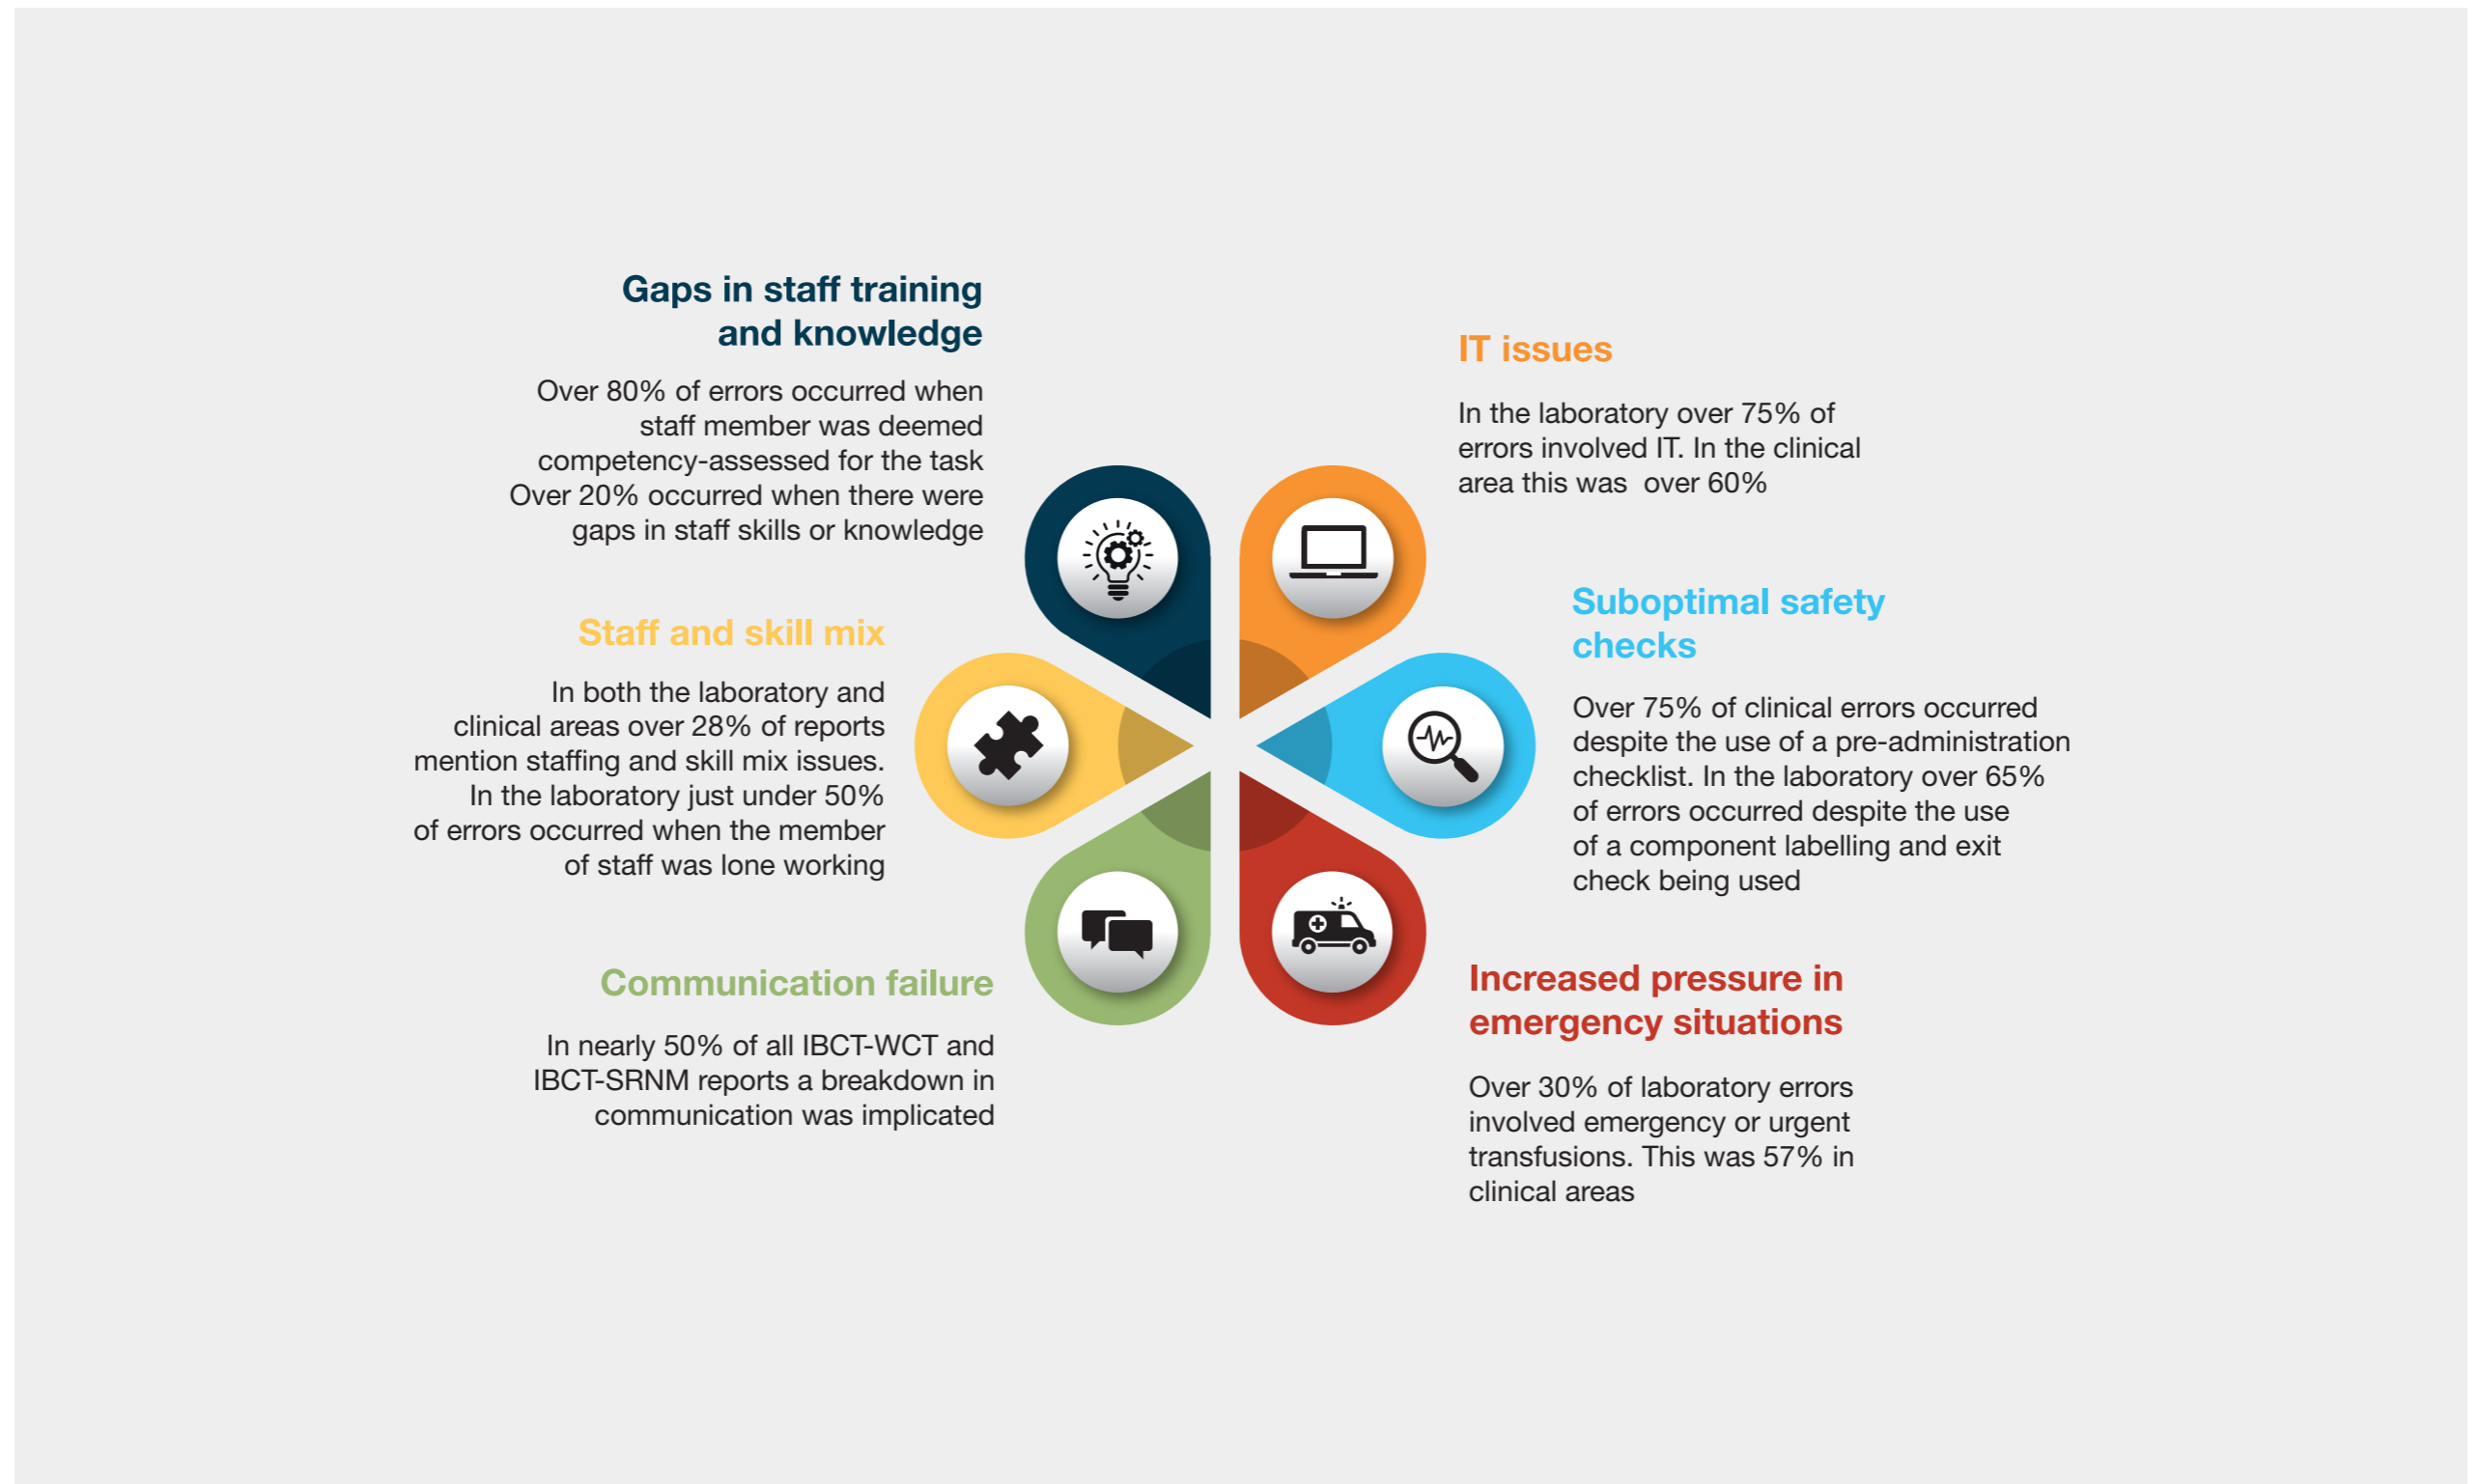 Gaps in staff training
and knowledge
Over 80% of errors occurred when
staff member was deemed
competency-assessed for the task
Over 20% occurred when there were
gaps in staff skills or knowledge
Staff and skill mix
In both the laboratory and
clinical areas over 28% of reports
mention staffing and skill mix issues.
In the laboratory just under 50%
of errors occurred when the member
of staff was lone working
Communication failure
In nearly 50% of all IBCT-WCT and
IBCT-SRNM reports a breakdown in
communication was implicated
IT issues
In the laboratory over 75% of
errors involved IT. In the clinical
area this was over 60%
Suboptimal safety
checks
Over 75% of clinical errors occurred
despite the use of a pre-administration
checklist. In the laboratory over 65%
of errors occurred despite the use
of a component labelling and exit
check being used
Increased pressure in
emergency situations
Over 30% of laboratory errors
involved emergency or urgent
transfusions. This was 57% in
clinical areas